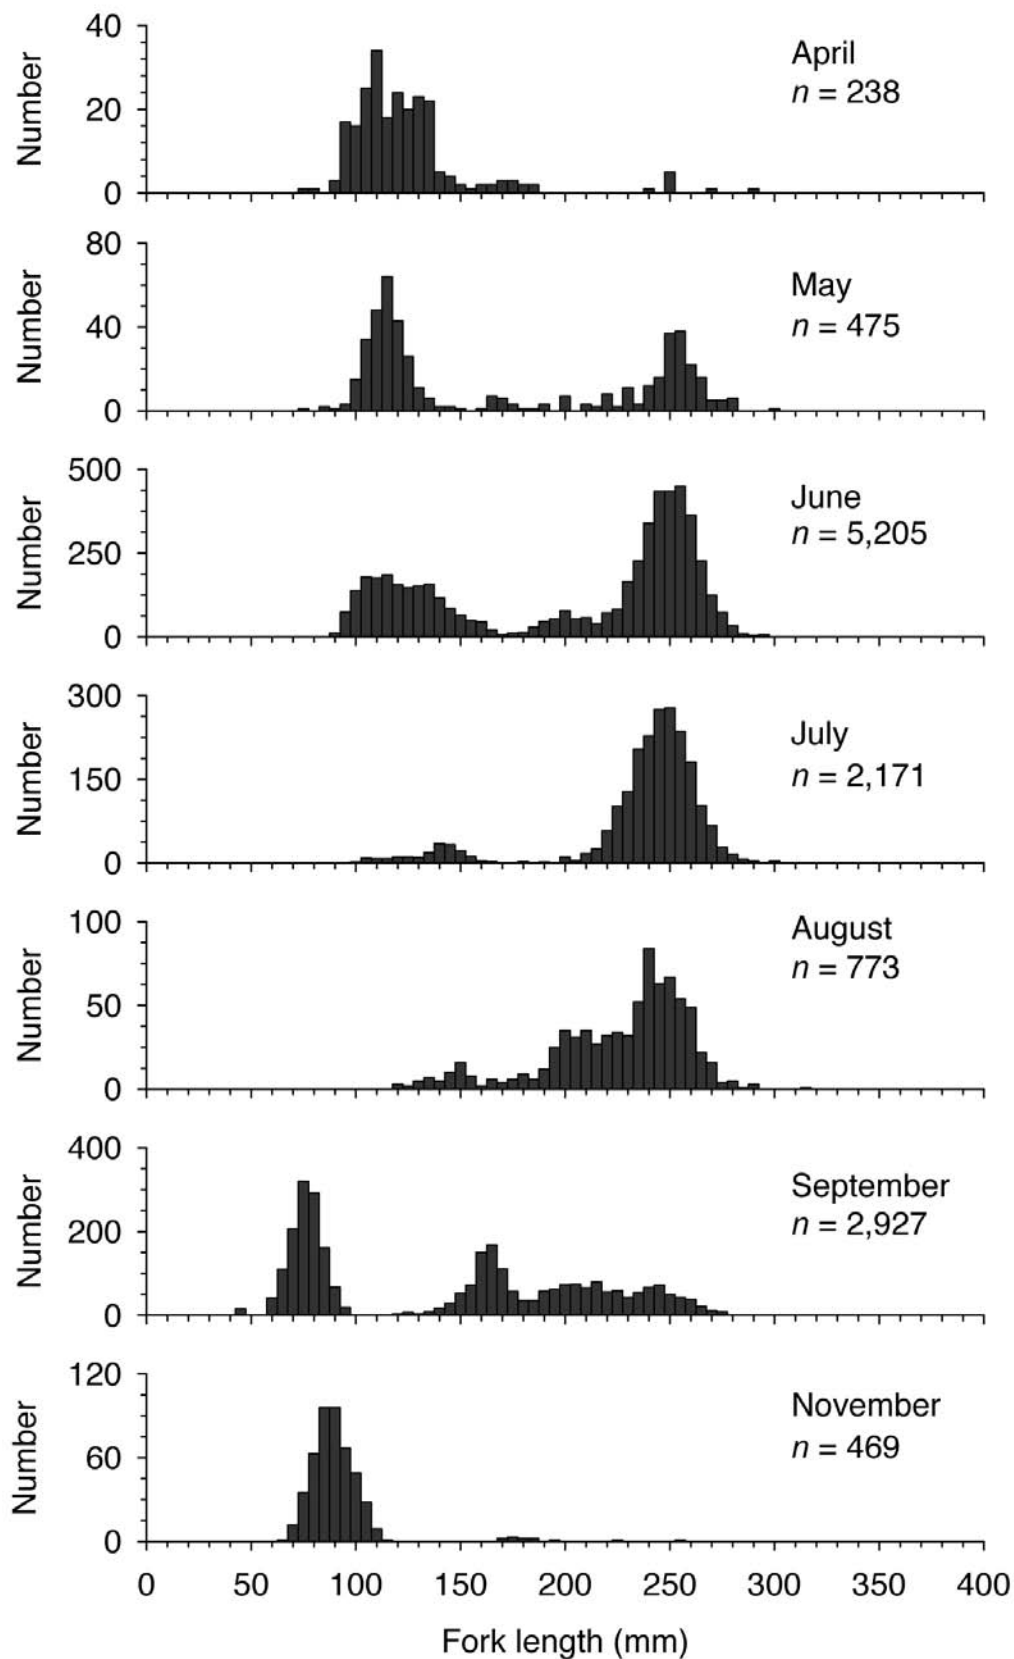 40
20
0
Number
April
n = 238
80
40
0
Number
May
n = 475
500
250
0
Number
June
n = 5,205
300
150
0
Number
July
n = 2,171
100
50
0
Number
August
n = 773
400
200
0
Number
September
n = 2,927
120
60
0
Number
November
n = 469
0 50 100 150 200 250 300 350 400
Fork length (mm)